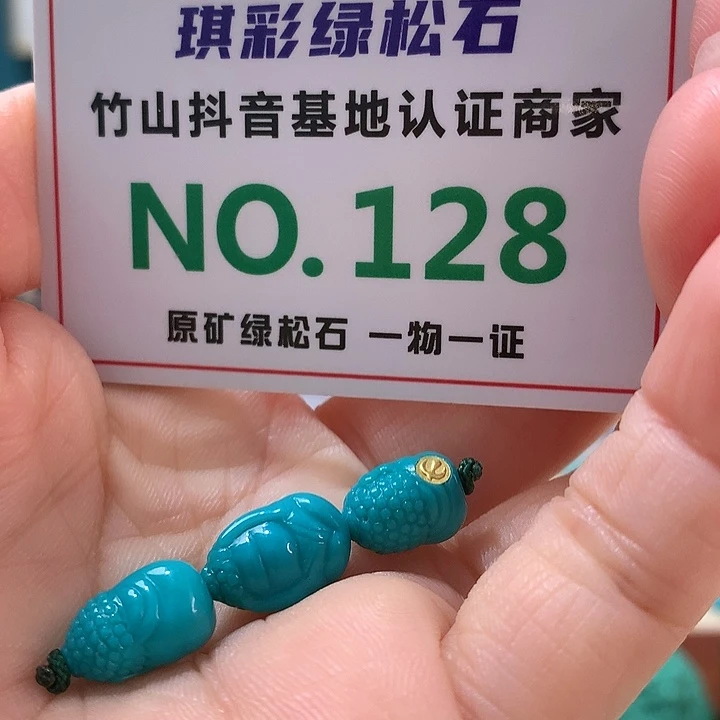 琪彩绿松石
竹山抖音基地认证商家
NO.128
原矿绿松石 一物一证